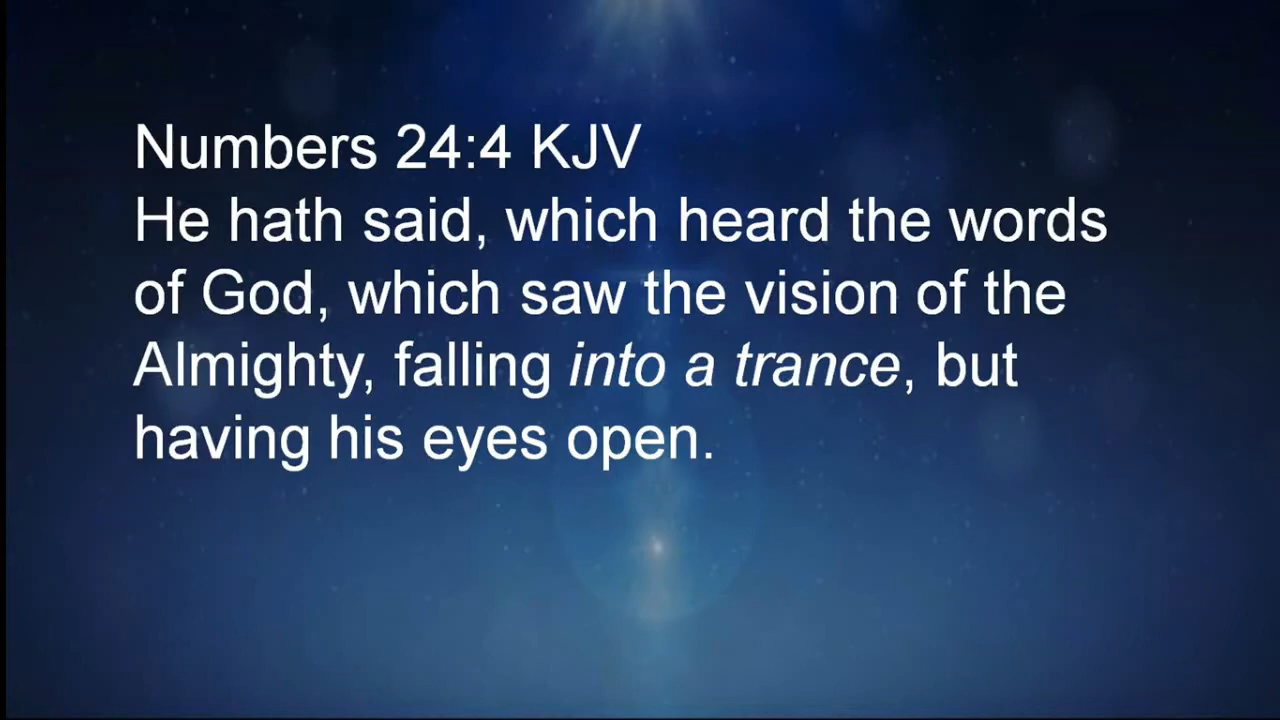 Numbers 24:4 KJV
He hath said, which heard the words
of God, which saw the vision of the
Almighty, falling into a trance, but
having his eyes open.